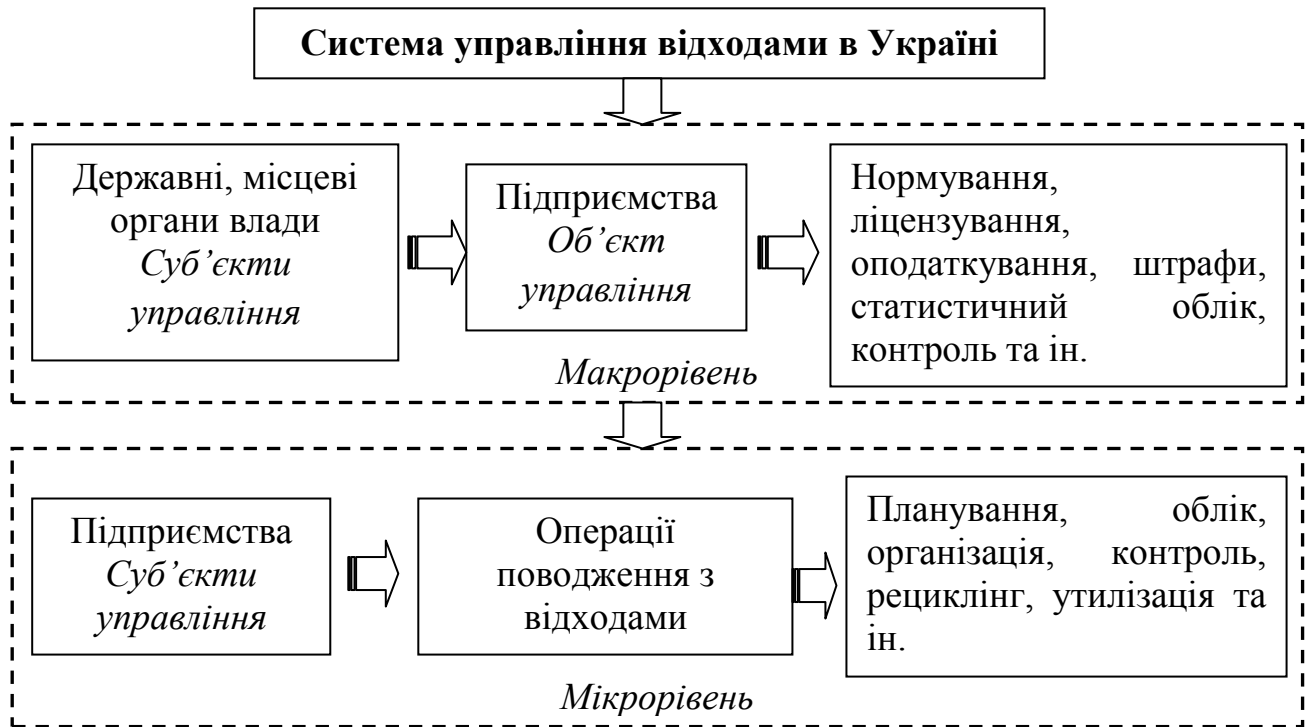 Система управління відходами в Україні
Державні, місцеві
органи влади
Суб’єкти
управління
Підприємства
Об’єкт
управління
Нормування,
ліцензування,
оподаткування, штрафи,
статистичний облік,
контроль та ін.
Макрорівень
Підприємства
Суб’єкти
управління
Операції
поводження з
відходами
Планування, облік,
організація, контроль,
рециклінг, утилізація та
ін.
Мікрорівень